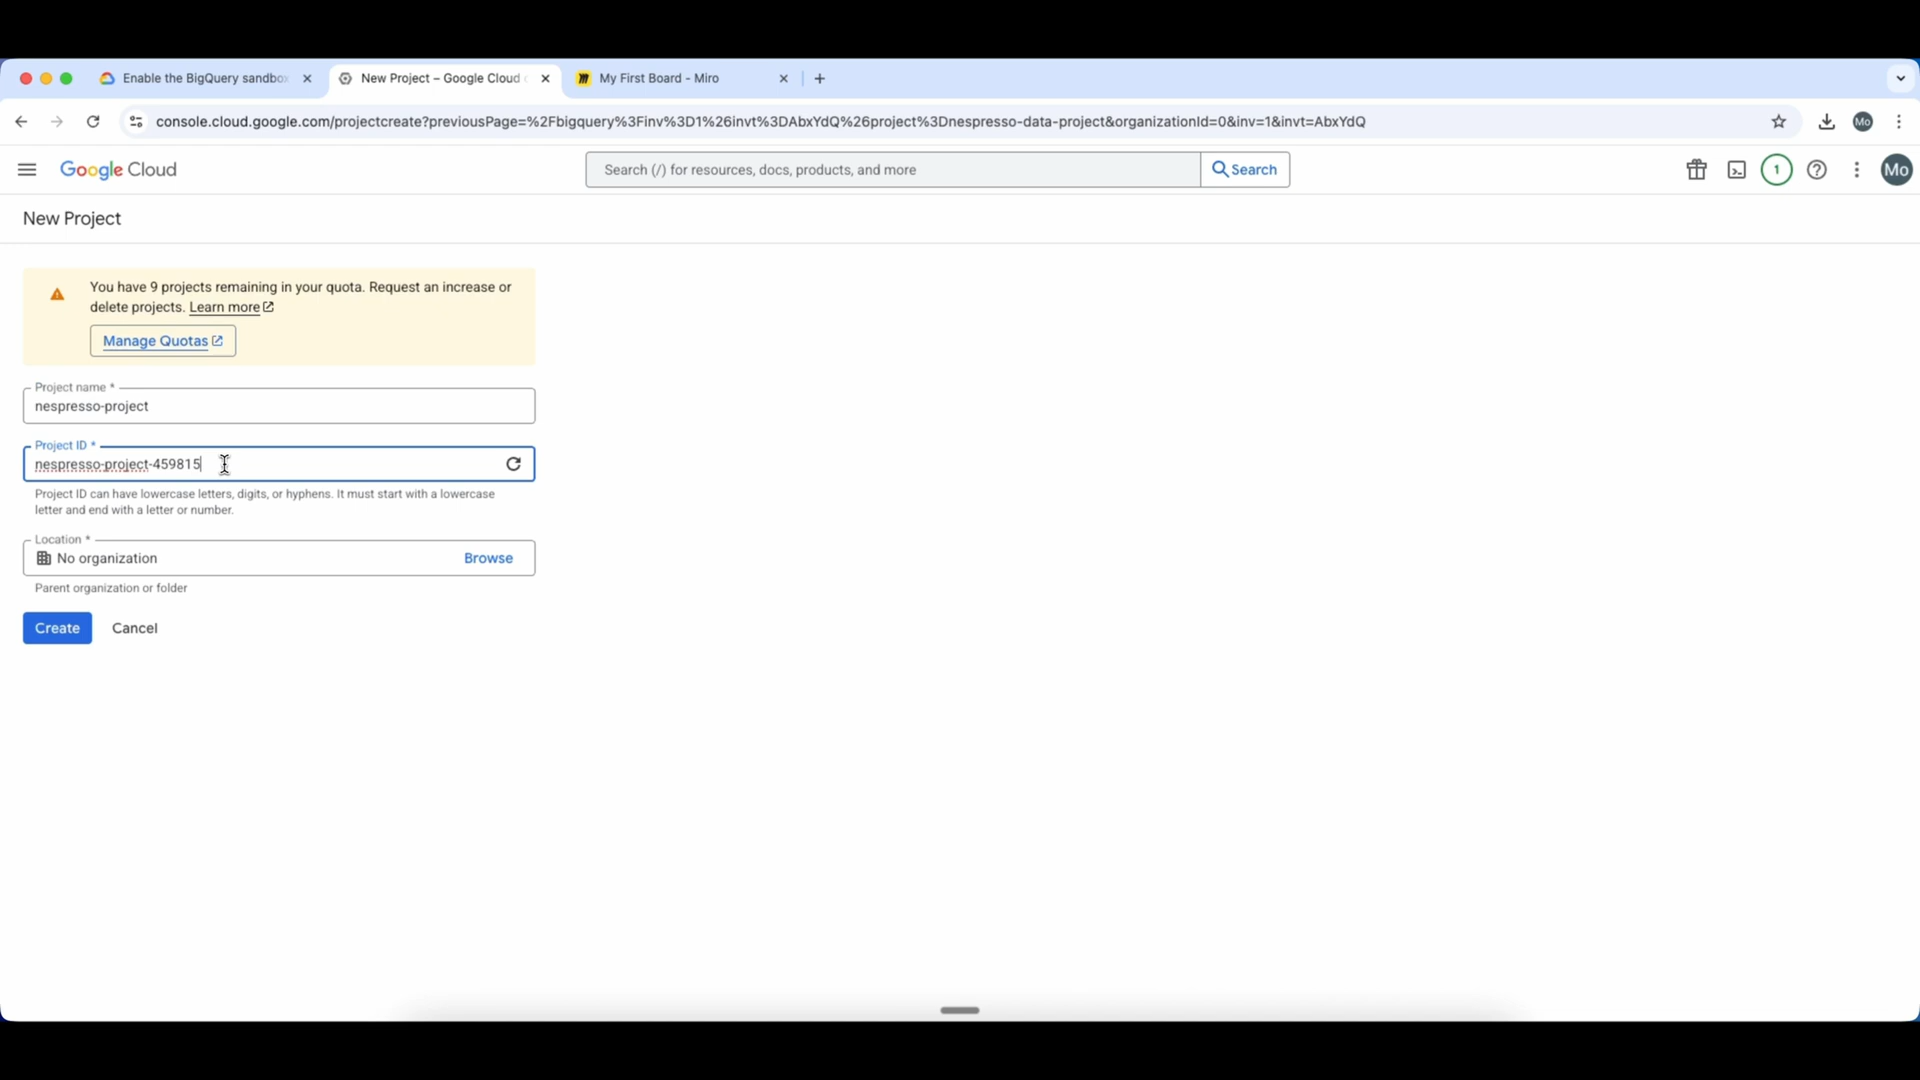 Enable the BigQuery sandbox
New Project – Google Cloud
My First Board - Miro
console.cloud.google.com/projectcreate?previousPage=%2Fbigquery%3Finv%3D1%26invt%3DAbxYdQ%26project%3Dnespresso-data-project&organizationId=0&inv=1&invt=AbxYdQ
Mo
Google Cloud
Search (/) for resources, docs, products, and more
Search
1
Mo
New Project
You have 9 projects remaining in your quota. Request an increase or
delete projects. Learn more
Manage Quotas
Project name *
nespresso-project
Project ID *
nespresso-project-459815
Project ID can have lowercase letters, digits, or hyphens. It must start with a lowercase
letter and end with a letter or number.
Location *
No organization
Browse
Parent organization or folder
Create
Cancel